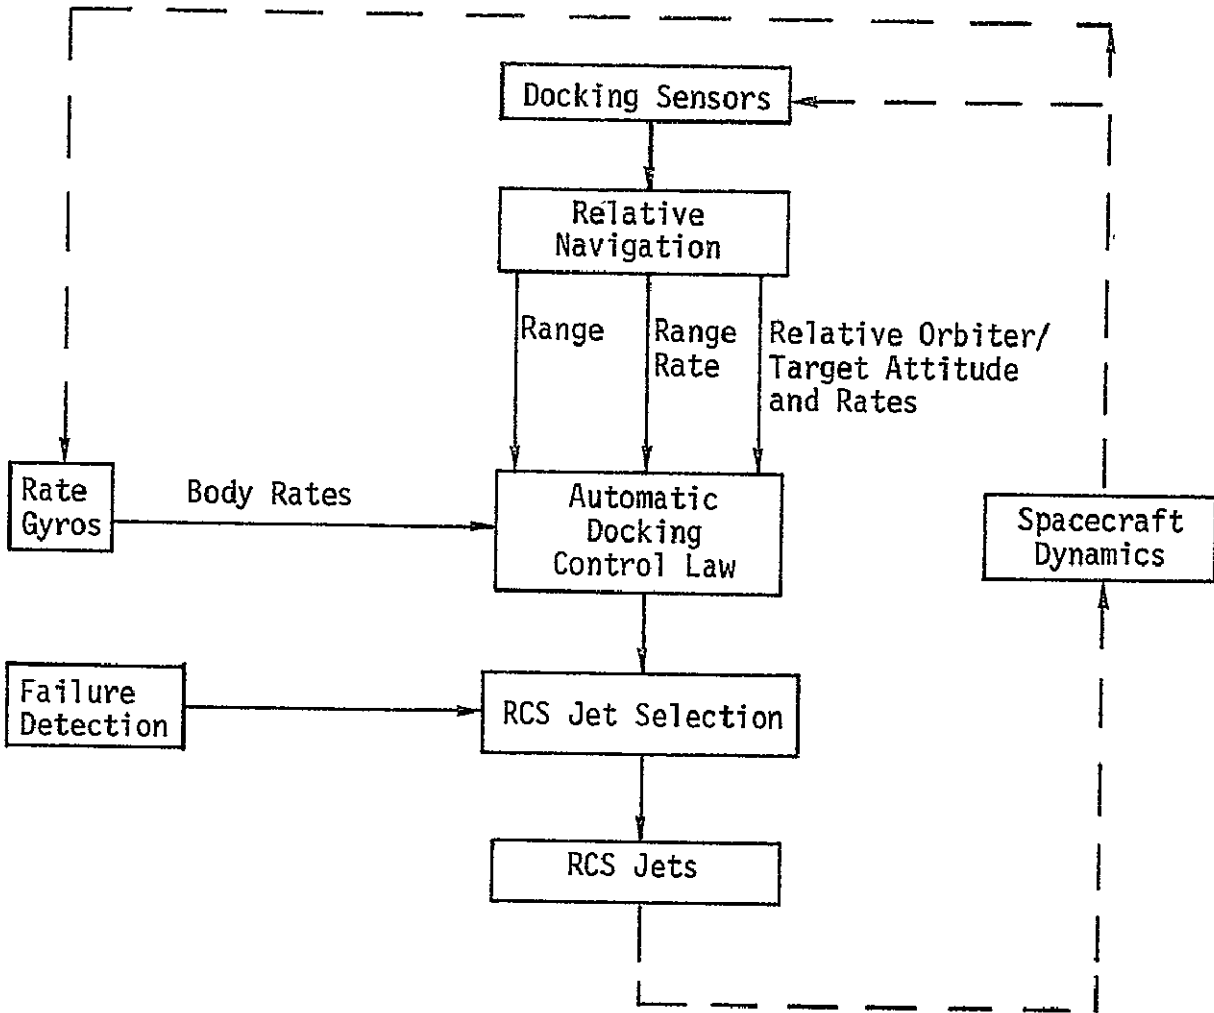 Docking Sensors
Relative
Navigation
Range
Range
Rate
Relative Orbiter/
Target Attitude
and Rates
Rate
Gyros
Body Rates
Automatic
Docking
Control Law
Spacecraft
Dynamics
Failure
Detection
RCS Jet Selection
RCS Jets